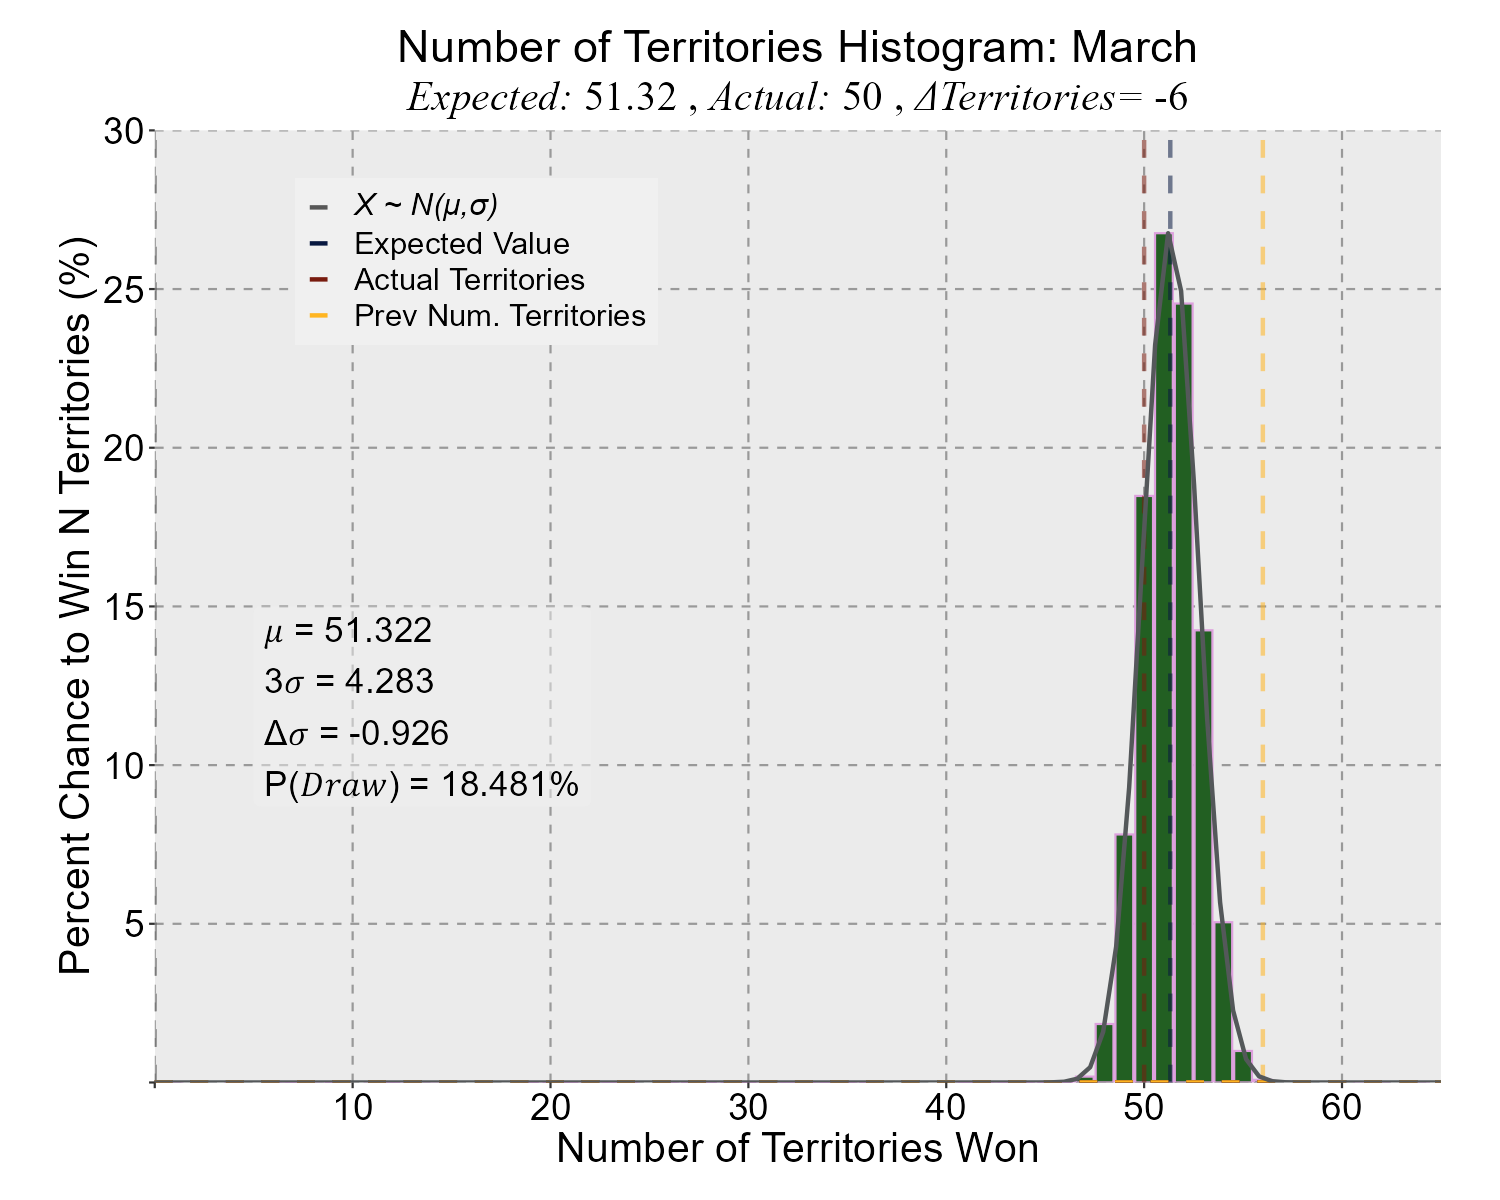 Number of Territories Histogram: March
Expected: 51.32 , Actual: 50 , ΔTerritories= -6
Percent Chance to Win N Territories (%)
30
25
20
15
10
5
X ~ N(μ,σ)
Expected Value
Actual Territories
Prev Num. Territories
μ = 51.322
3σ = 4.283
Δσ = -0.926
P(Draw) = 18.481%
10 20 30 40 50 60
Number of Territories Won